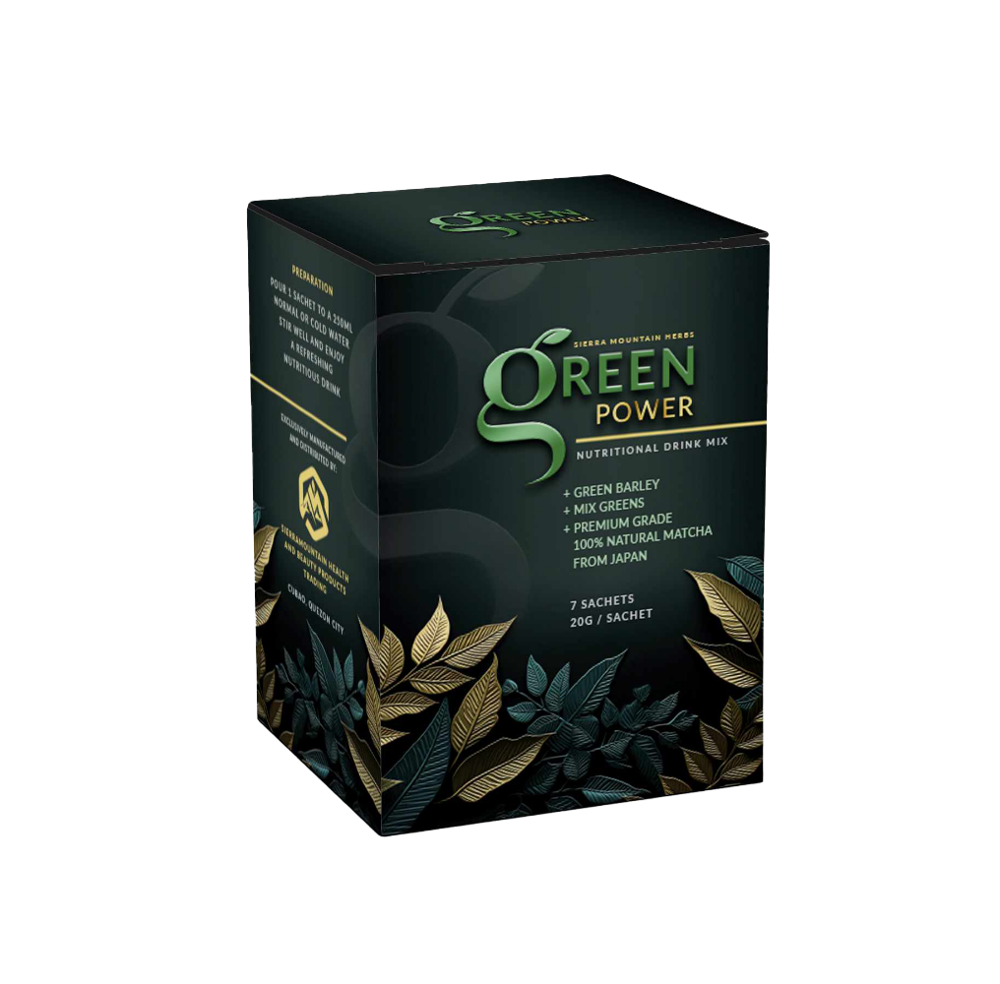 gREEN
POWER
PREPARATION
POUR 1 SACHET TO A 250ML
NORMAL OR COLD WATER
STIR WELL AND ENJOY
A REFRESHING
NUTRITIOUS DRINK
EXCLUSIVELY MANUFACTURED
AND DISTRIBUTED BY:
SIERRAMOUNTAIN HEALTH
AND BEAUTY PRODUCTS
TRADING
CUBAO, QUEZON CITY
g
SIERRA MOUNTAIN HERBS
gREEN
POWER
NUTRITIONAL DRINK MIX
+ GREEN BARLEY
+ MIX GREENS
+ PREMIUM GRADE
100% NATURAL MATCHA
FROM JAPAN
7 SACHETS
20G / SACHET